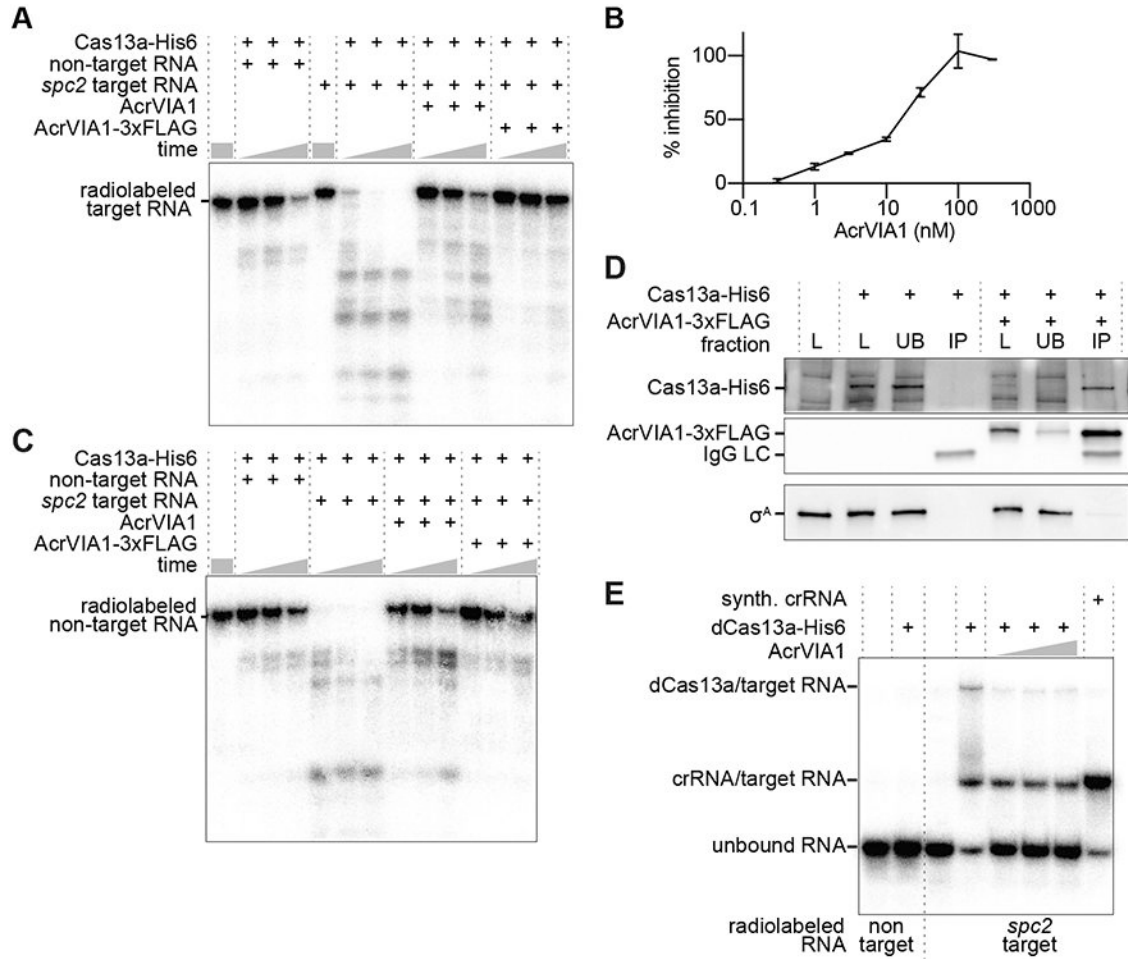 A
Cas13a-His6 + + + + + + + + + + + +
non-target RNA + + +
spc2 target RNA + + + + + + + + + +
AcrVIA1 + + +
AcrVIA1-3xFLAG + + +
time
radiolabeled
target RNA
B
% inhibition
100
50
0
0.1 1 10 100 1000
AcrVIA1 (nM)
C
Cas13a-His6 + + + + + + + + + + + +
non-target RNA + + +
spc2 target RNA + + + + + + + + +
AcrVIA1 + + +
AcrVIA1-3xFLAG + + +
time
radiolabeled
non-target RNA
D
Cas13a-His6 + + + + + +
AcrVIA1-3xFLAG + + +
fraction L L UB IP L UB IP
Cas13a-His6
AcrVIA1-3xFLAG
IgG LC
σA
E
synth. crRNA +
dCas13a-His6 + + + + +
AcrVIA1
dCas13a/target RNA
crRNA/target RNA
unbound RNA
radiolabeled RNA
non target
spc2 target